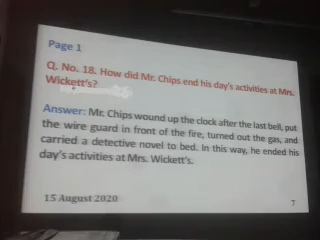 Page 1
Q. No. 18. How did Mr. Chips end his day's activities at Mrs.
Wickett's?
Answer: Mr. Chips wound up the clock after the last bell, put
the wire guard in front of the fire, turned out the gas, and
carried a detective novel to bed. In this way, he ended his
day's activities at Mrs. Wickett's.
15 August 2020
7